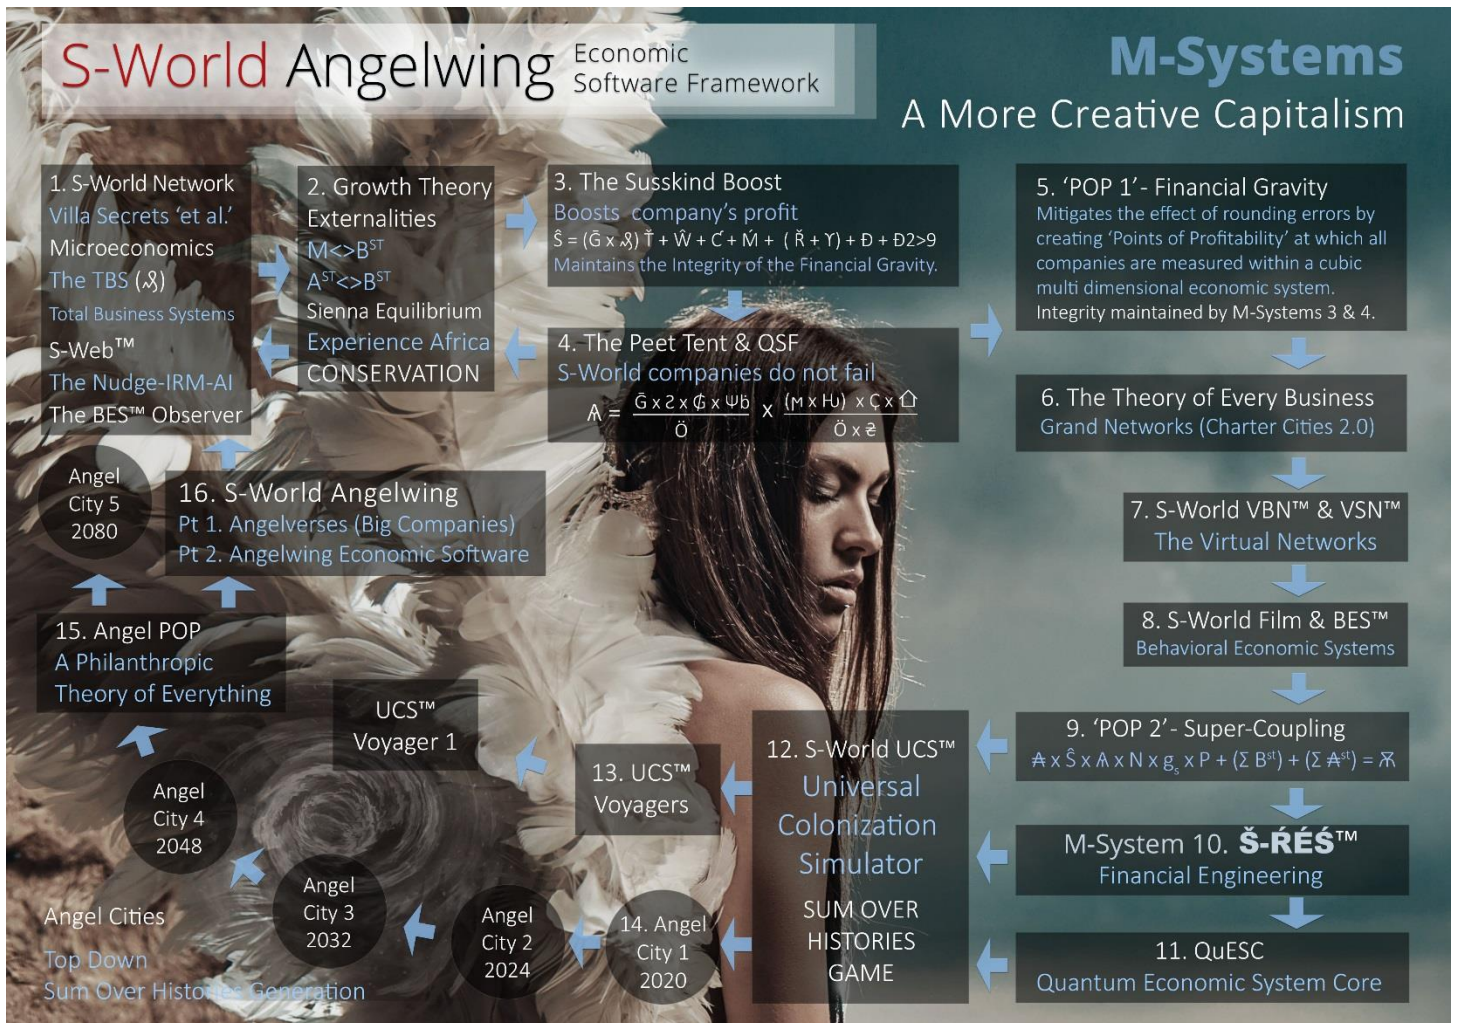 S-World Angelwing Economic
Software Framework
M-Systems
A More Creative Capitalism
1. S-World Network
Villa Secrets ‘et al.’
Microeconomics
The TBS (ꔪ)
Total Business Systems
S-Web™
The Nudge-IRM-AI
The BES™ Observer
2. Growth Theory
Externalities
M<>Bᔆᵀ
Aᔆᵀ<>Bᔆᵀ
Sienna Equilibrium
Experience Africa
CONSERVATION
3. The Susskind Boost
Boosts company’s profit
Maintains the Integrity of the Financial Gravity.
4. The Peet Tent & QSF
S-World companies do not fail
5. ‘POP 1’- Financial Gravity
Mitigates the effect of rounding errors by
creating ‘Points of Profitability’ at which all
companies are measured within a cubic
multi dimensional economic system.
Integrity maintained by M-Systems 3 & 4.
6. The Theory of Every Business
Grand Networks (Charter Cities 2.0)
7. S-World VBN™ & VSN™
The Virtual Networks
8. S-World Film & BES™
Behavioral Economic Systems
9. ‘POP 2’- Super-Coupling
M-System 10. Š-ŔÉŚ™
Financial Engineering
11. QuESC
Quantum Economic System Core
12. S-World UCS™
Universal
Colonization
Simulator
SUM OVER
HISTORIES
GAME
13. UCS™
Voyagers
UCS™
Voyager 1
14. Angel
City 1
2020
Angel
City 2
2024
Angel
City 3
2032
Angel
City 4
2048
Angel
City 5
2080
15. Angel POP
A Philanthropic
Theory of Everything
16. S-World Angelwing
Pt 1. Angelverses (Big Companies)
Pt 2. Angelwing Economic Software
Angel Cities
Top Down
Sum Over Histories Generation